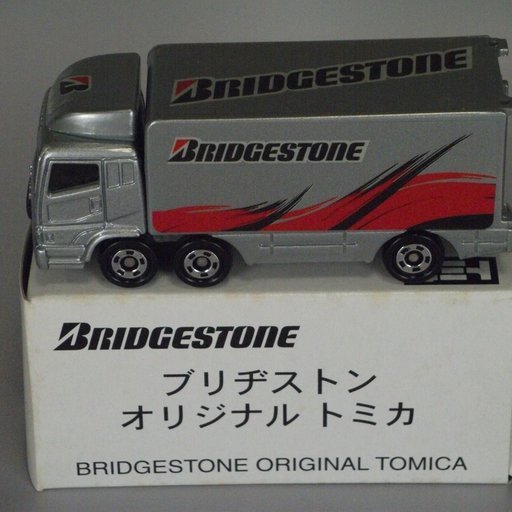 BRIDGESTONE
BRIDGESTONE
BRIDGESTONE
ブリヂストン
オリジナル トミカ
BRIDGESTONE ORIGINAL TOMICA